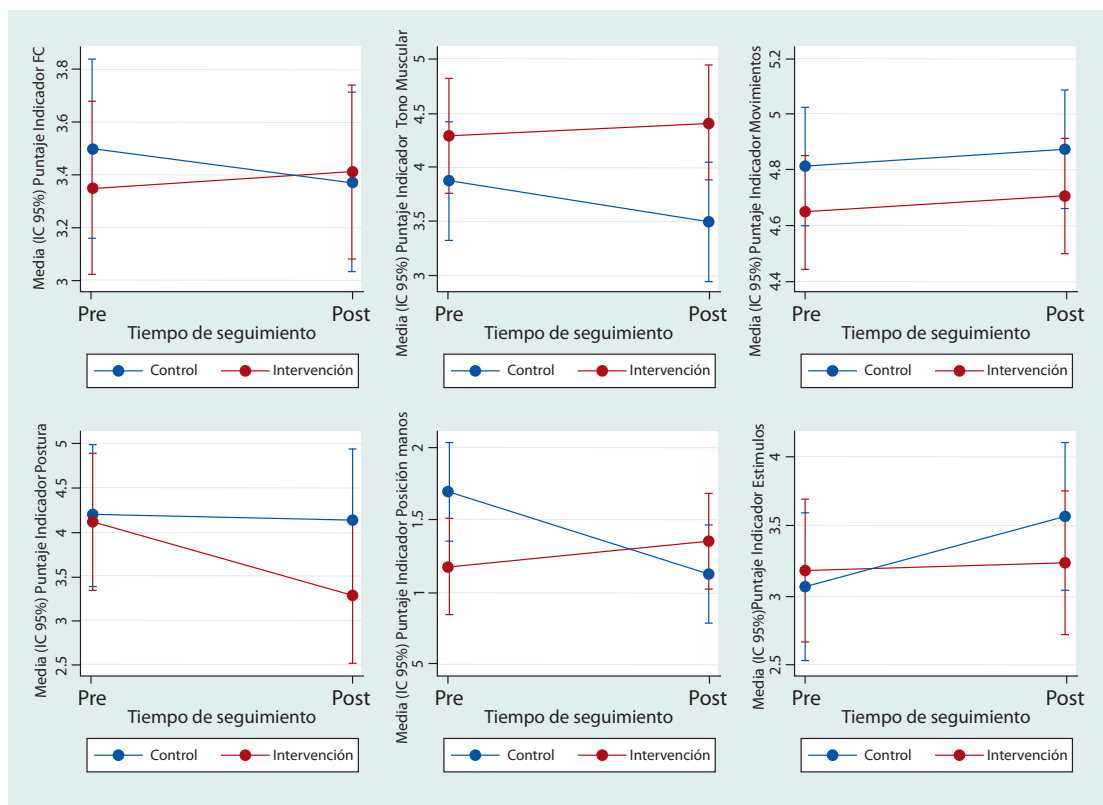 Media (IC 95%) Puntaje Indicador FC
3.8
3.6
3.4
3.2
3
Pre Post
Tiempo de seguimiento
Control Intervención
Media (IC 95%) Puntaje Indicador Tono Muscular
5
4.5
4
3.5
3
Pre Post
Tiempo de seguimiento
Control Intervención
Media (IC 95%) Puntaje Indicador Movimientos
5.2
5
4.8
4.6
4.4
Pre Post
Tiempo de seguimiento
Control Intervención
Media (IC 95%) Puntaje Indicador Postura
5
4.5
4
3.5
3
2.5
Pre Post
Tiempo de seguimiento
Control Intervención
Media (IC 95%) Puntaje Indicador Posición manos
2
1.5
1
5
Pre Post
Tiempo de seguimiento
Control Intervención
Media (IC 95%)Puntaje Indicador Estímulos
4
3.5
3
2.5
Pre Post
Tiempo de seguimiento
Control Intervención